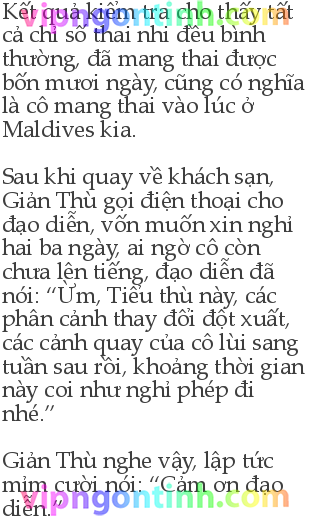 Kết quả kiểm tra cho thấy tất
vipngontinh.com
cả chỉ số thai nhi đều bình
thường, đã mang thai được
bốn mươi ngày, cũng có nghĩa
là cô mang thai vào lúc ở
Maldives kia.
Sau khi quay về khách sạn,
Giản Thù gọi điện thoại cho
đạo diễn, vốn muốn xin nghỉ
hai ba ngày, ai ngờ cô còn
chưa lên tiếng, đạo diễn đã
nói: “Ừm, Tiểu thù này, các
phân cảnh thay đổi đột xuất,
các cảnh quay của cô lùi sang
tuần sau rồi, khoảng thời gian
này coi như nghỉ phép đi
nhé.”
Giản Thù nghe vậy, lập tức
mỉm cười nói: “Cảm ơn đạo
vipngontinh.com
diễn.”